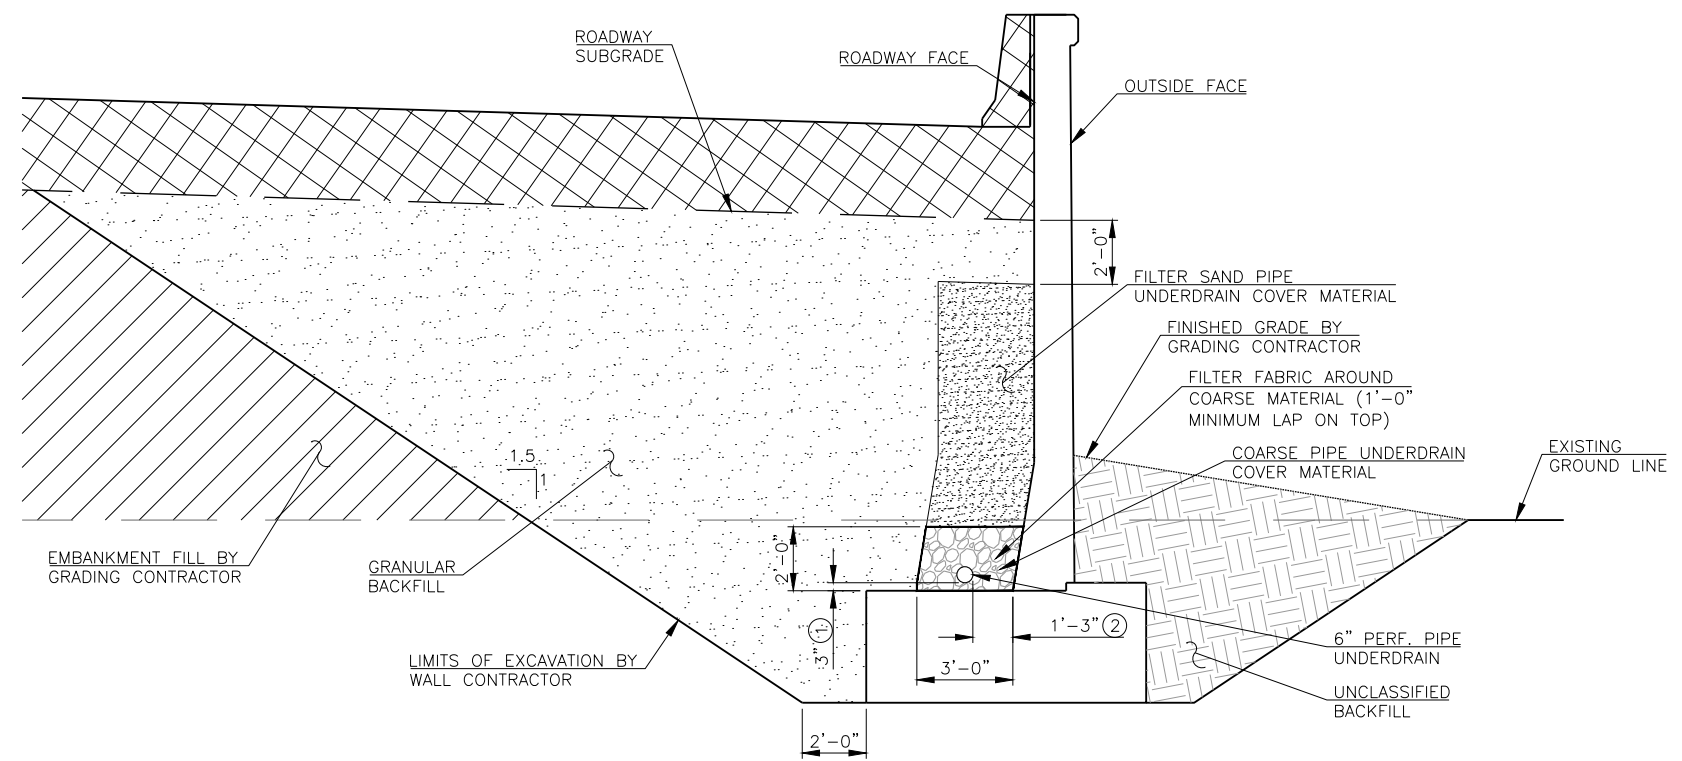 ROADWAY
SUBGRADE
ROADWAY FACE
OUTSIDE FACE
2'-0"
FILTER SAND PIPE
UNDERDRAIN COVER MATERIAL
FINISHED GRADE BY
GRADING CONTRACTOR
FILTER FABRIC AROUND
COARSE MATERIAL (1'-0"
MINIMUM LAP ON TOP)
COARSE PIPE UNDERDRAIN
COVER MATERIAL
EXISTING
GROUND LINE
1.5
1
EMBANKMENT FILL BY
GRADING CONTRACTOR
GRANULAR
BACKFILL
2'-0"
3" 1
1'-3" 2
3'-0"
6" PERF. PIPE
UNDERDRAIN
LIMITS OF EXCAVATION BY
WALL CONTRACTOR
UNCLASSIFIED
BACKFILL
2'-0"